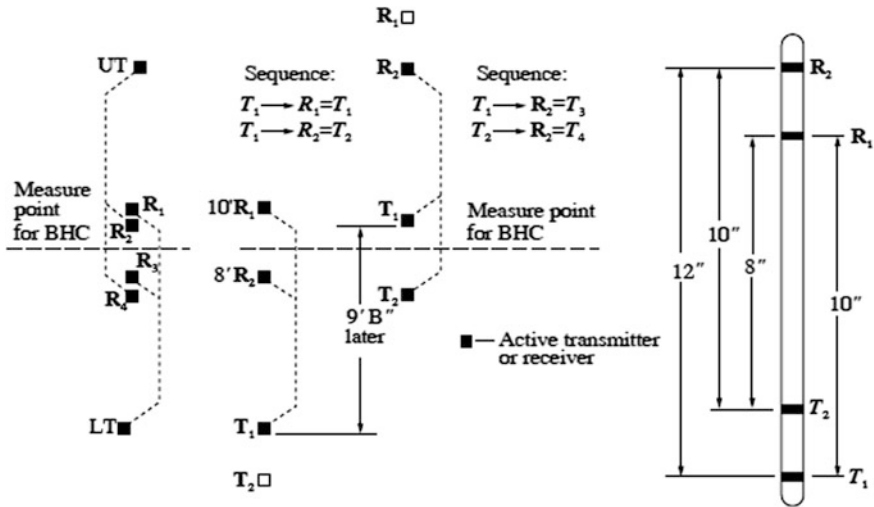 R₁
UT
R₂
Sequence:
T₁ → R₁=T₁
T₁ → R₂=T₂
Sequence:
T₁ → R₂=T₃
T₂ → R₂=T₄
Measure
point
for BHC
R₁
R₂
R₃
R₄
LT
10'R₁
8'R₂
T₁
T₂
T₁
T₂
9'B"
later
Measure point
for BHC
Active transmitter
or receiver
R₂
R₁
12"
10"
8"
10"
T₂
T₁